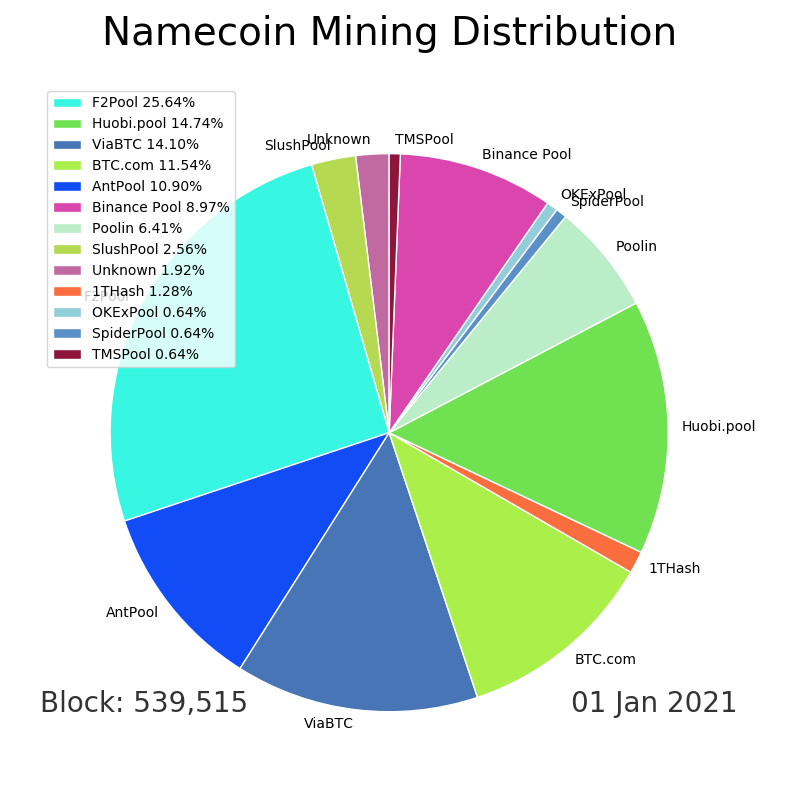 Namecoin Mining Distribution
F2Pool 25.64%
Huobi.pool 14.74%
ViaBTC 14.10%
BTC.com 11.54%
AntPool 10.90%
Binance Pool 8.97%
Poolin 6.41%
SlushPool 2.56%
Unknown 1.92%
1THash 1.28%
OKExPool 0.64%
SpiderPool 0.64%
TMSPool 0.64%
SlushPool
Unknown
TMSPool
Binance Pool
OKExPool
SpiderPool
Poolin
F2Pool
Huobi.pool
1THash
AntPool
BTC.com
ViaBTC
Block: 539,515
01 Jan 2021